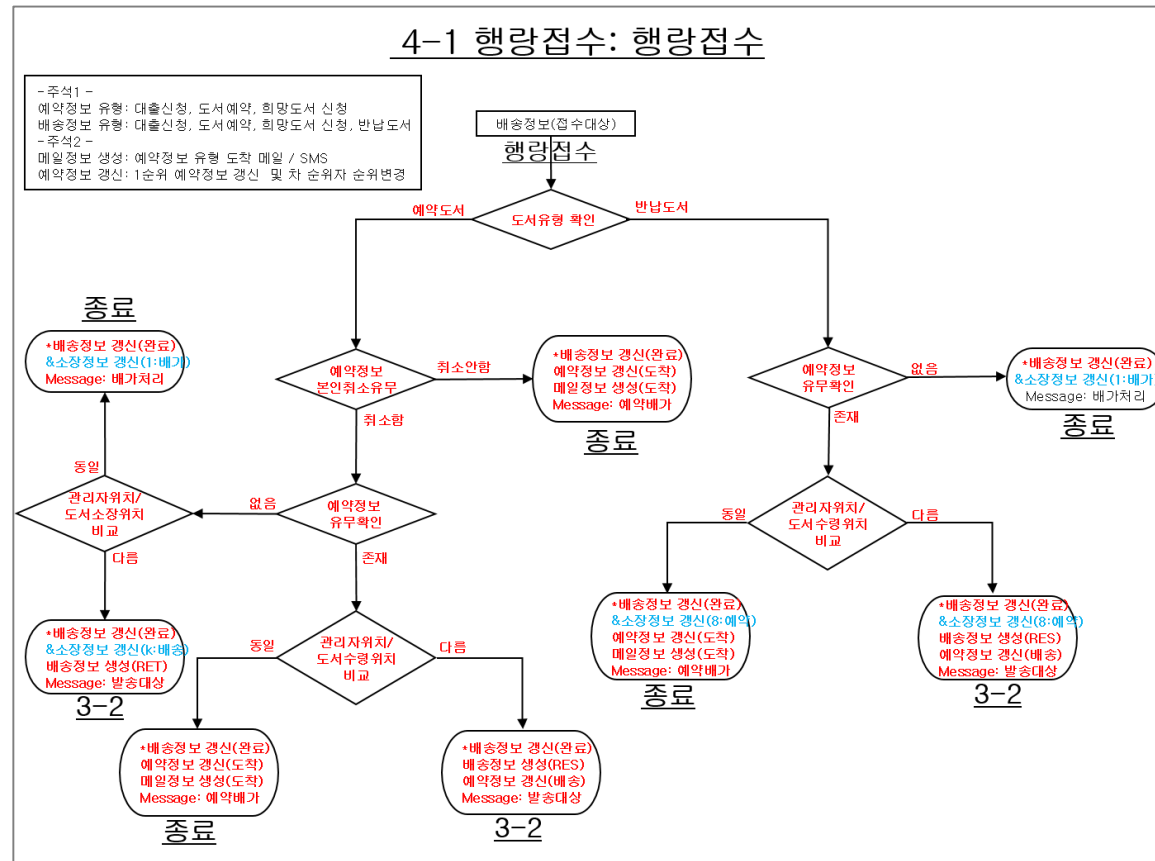 4-1 행랑접수: 행랑접수
-주석1 -
예약정보 유형: 대출신청, 도서예약, 희망도서 신청
배송정보 유형: 대출신청, 도서예약, 희망도서 신청, 반납도서
-주석2 -
메일정보 생성: 예약정보 유형 도착 메일 / SMS
예약정보 갱신: 1순위 예약정보 갱신 및 차 순위자 순위변경
배송정보(접수대상)
행랑접수
예약도서
도서유형 확인
반납도서
종료
*배송정보 갱신(완료)
&소장정보 갱신(1:배가)
Message: 배가처리
예약정보
본인취소유무
취소안함
*배송정보 갱신(완료)
예약정보 갱신(도착)
메일정보 생성(도착)
Message: 예약배가
종료
예약정보
유무확인
없음
*배송정보 갱신(완료)
&소장정보 갱신(1:배가
Message: 배가처리
종료
취소함
존재
동일
관리자위치/
도서소장위치
비교
없음
예약정보
유무확인
동일
관리자위치/
도서수령위치
비교
다름
다름
존재
*배송정보 갱신(완료)
&소장정보 갱신(k:배송)
배송정보 생성(RET)
Message: 발송대상
3-2
동일
관리자위치/
도서수령위치
비교
다름
*배송정보 갱신(완료)
&소장정보 갱신(8:예약)
예약정보 갱신(도착)
메일정보 생성(도착)
Message: 예약배가
종료
*배송정보 갱신(완료)
&소장정보 갱신(8:예약)
배송정보 생성(RES)
예약정보 갱신(배송)
Message: 발송대상
3-2
*배송정보 갱신(완료)
예약정보 갱신(도착)
메일정보 생성(도착)
Message: 예약배가
종료
*배송정보 갱신(완료)
배송정보 생성(RES)
예약정보 갱신(배송)
Message: 발송대상
3-2